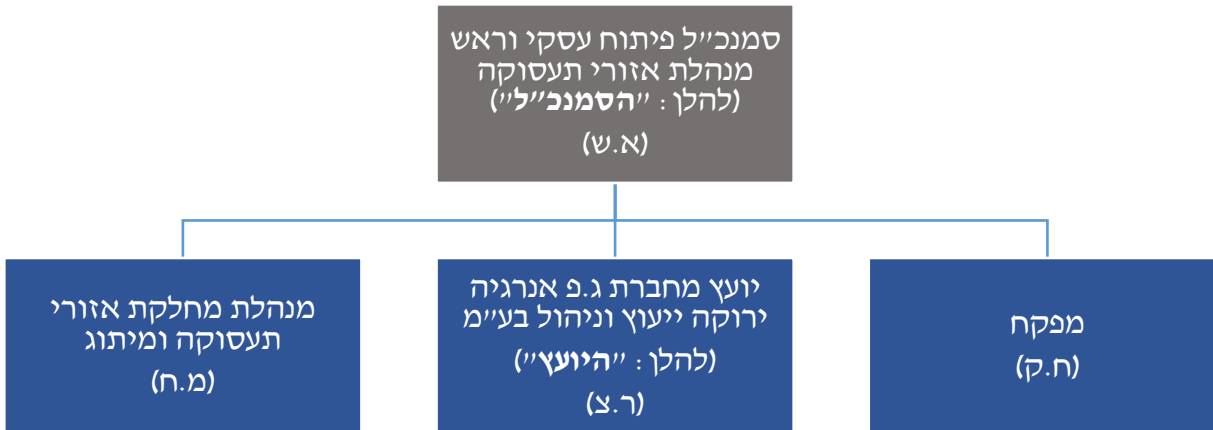 סמנכ״ל פיתוח עסקי וראש
מנהלת אזורי תעסוקה
(להלן: ״הסמנכ״ל״)
(א.ש)
מפקח
(ח.ק)
יועץ מחברת ג.פ אנרגיה
ירוקה ייעוץ וניהול בע״מ
(להלן: ״היועץ״)
(ר.צ)
מנהלת מחלקת אזורי
תעסוקה ומיתוג
(מ.ח)